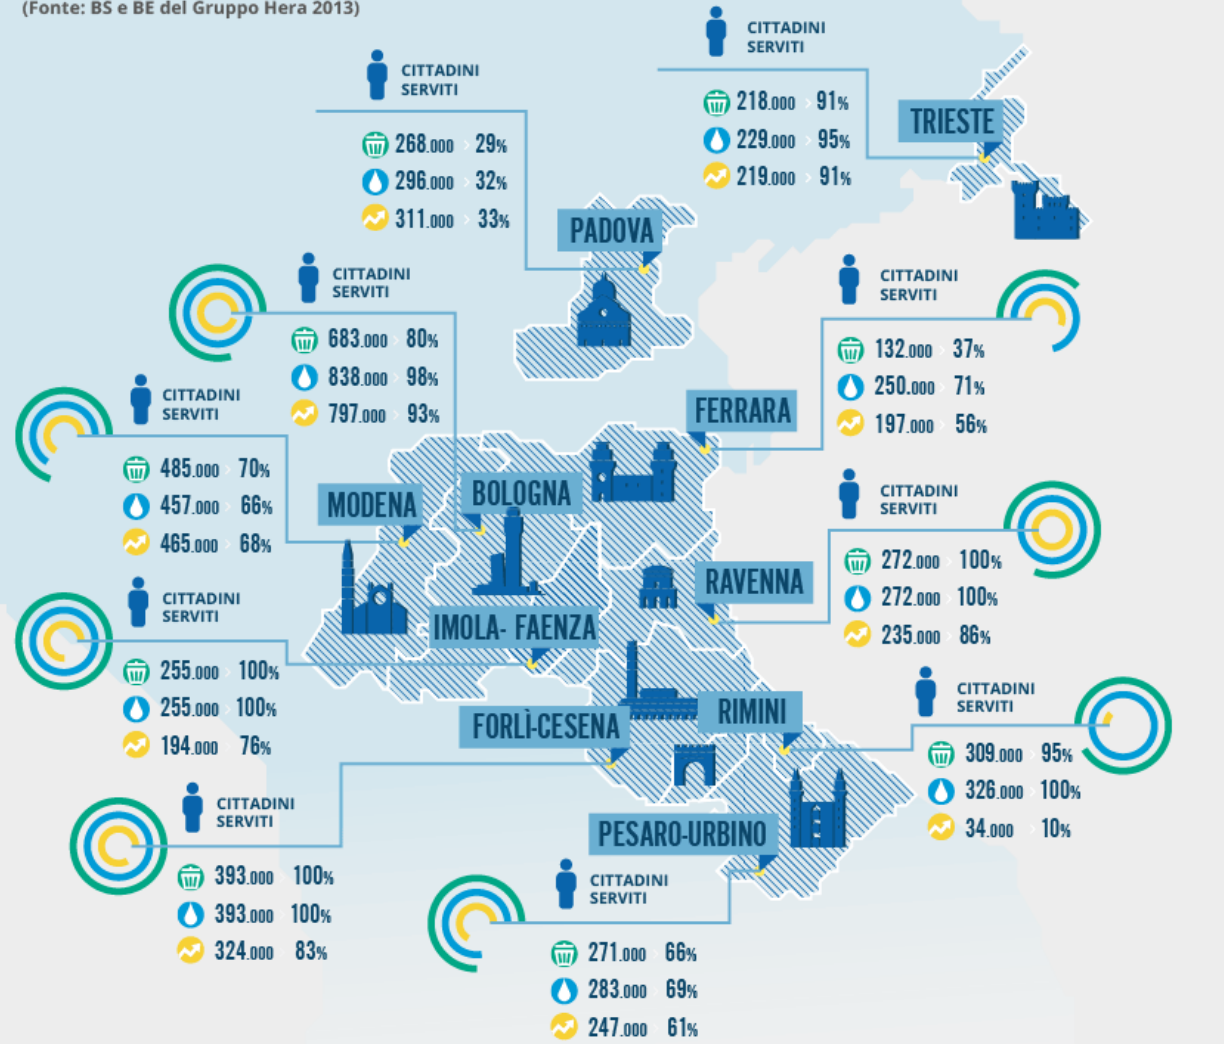 (Fonte: BS e BE del Gruppo Hera 2013)
CITTADINI
SERVITI
218.000 > 91%
229.000 > 95%
219.000 > 91%
TRIESTE
CITTADINI
SERVITI
268.000 > 29%
296.000 > 32%
311.000 > 33%
PADOVA
CITTADINI
SERVITI
683.000 > 80%
838.000 > 98%
797.000 > 93%
BOLOGNA
CITTADINI
SERVITI
132.000 > 37%
250.000 > 71%
197.000 > 56%
FERRARA
CITTADINI
SERVITI
485.000 > 70%
457.000 > 66%
465.000 > 68%
MODENA
CITTADINI
SERVITI
272.000 > 100%
272.000 > 100%
235.000 > 86%
RAVENNA
CITTADINI
SERVITI
255.000 > 100%
255.000 > 100%
194.000 > 76%
IMOLA- FAENZA
CITTADINI
SERVITI
309.000 > 95%
326.000 > 100%
34.000 > 10%
RIMINI
FORLÌ-CESENA
CITTADINI
SERVITI
393.000 100%
393.000 100%
324.000 83%
PESARO-URBINO
CITTADINI
SERVITI
271.000 66%
283.000 69%
247.000 61%